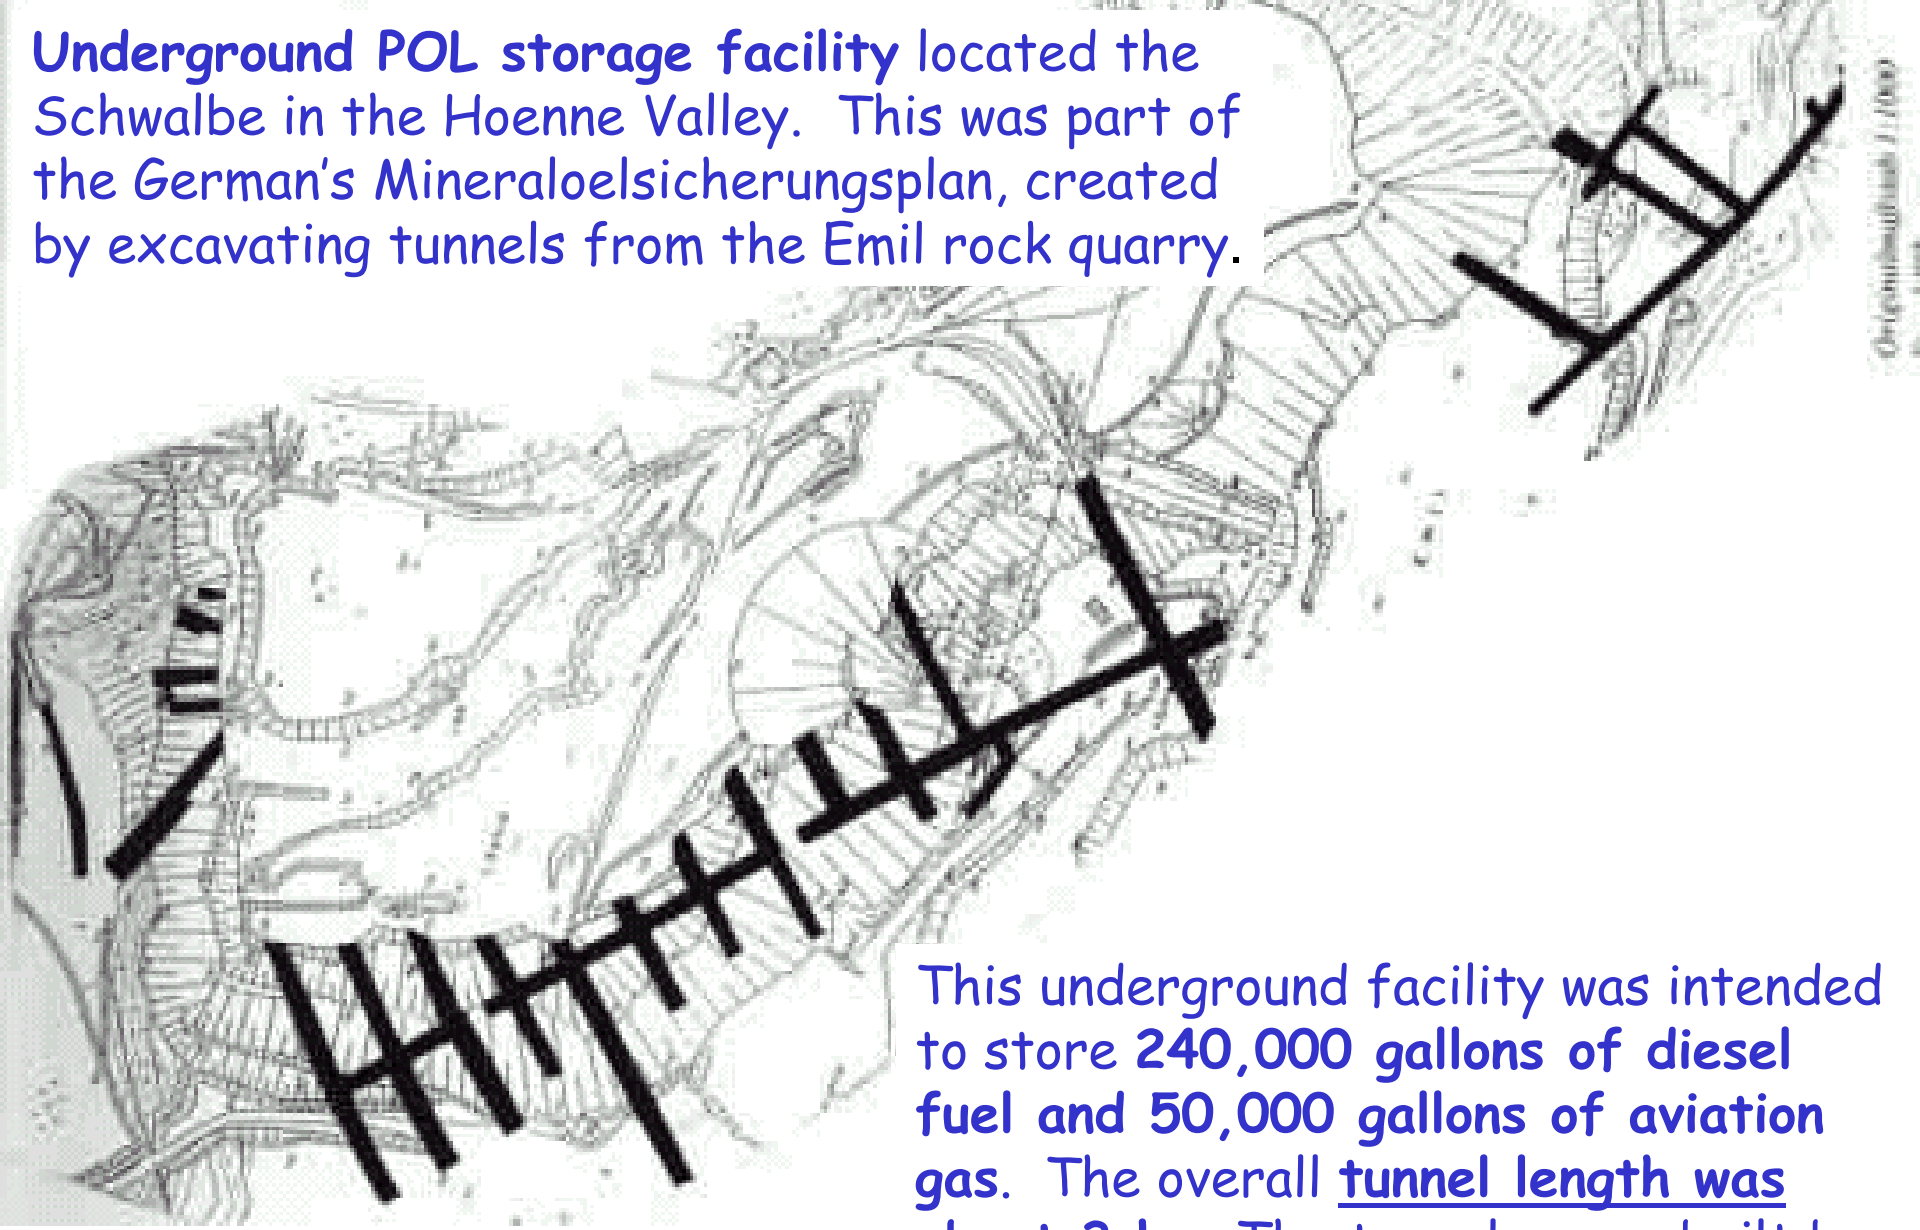 Underground POL storage facility located the
Schwalbe in the Hoenne Valley.  This was part of
the German's Mineraloelsicherungsplan, created
by excavating tunnels from the Emil rock quarry.
This underground facility was intended
to store 240,000 gallons of diesel
fuel and 50,000 gallons of aviation
gas.  The overall tunnel length was